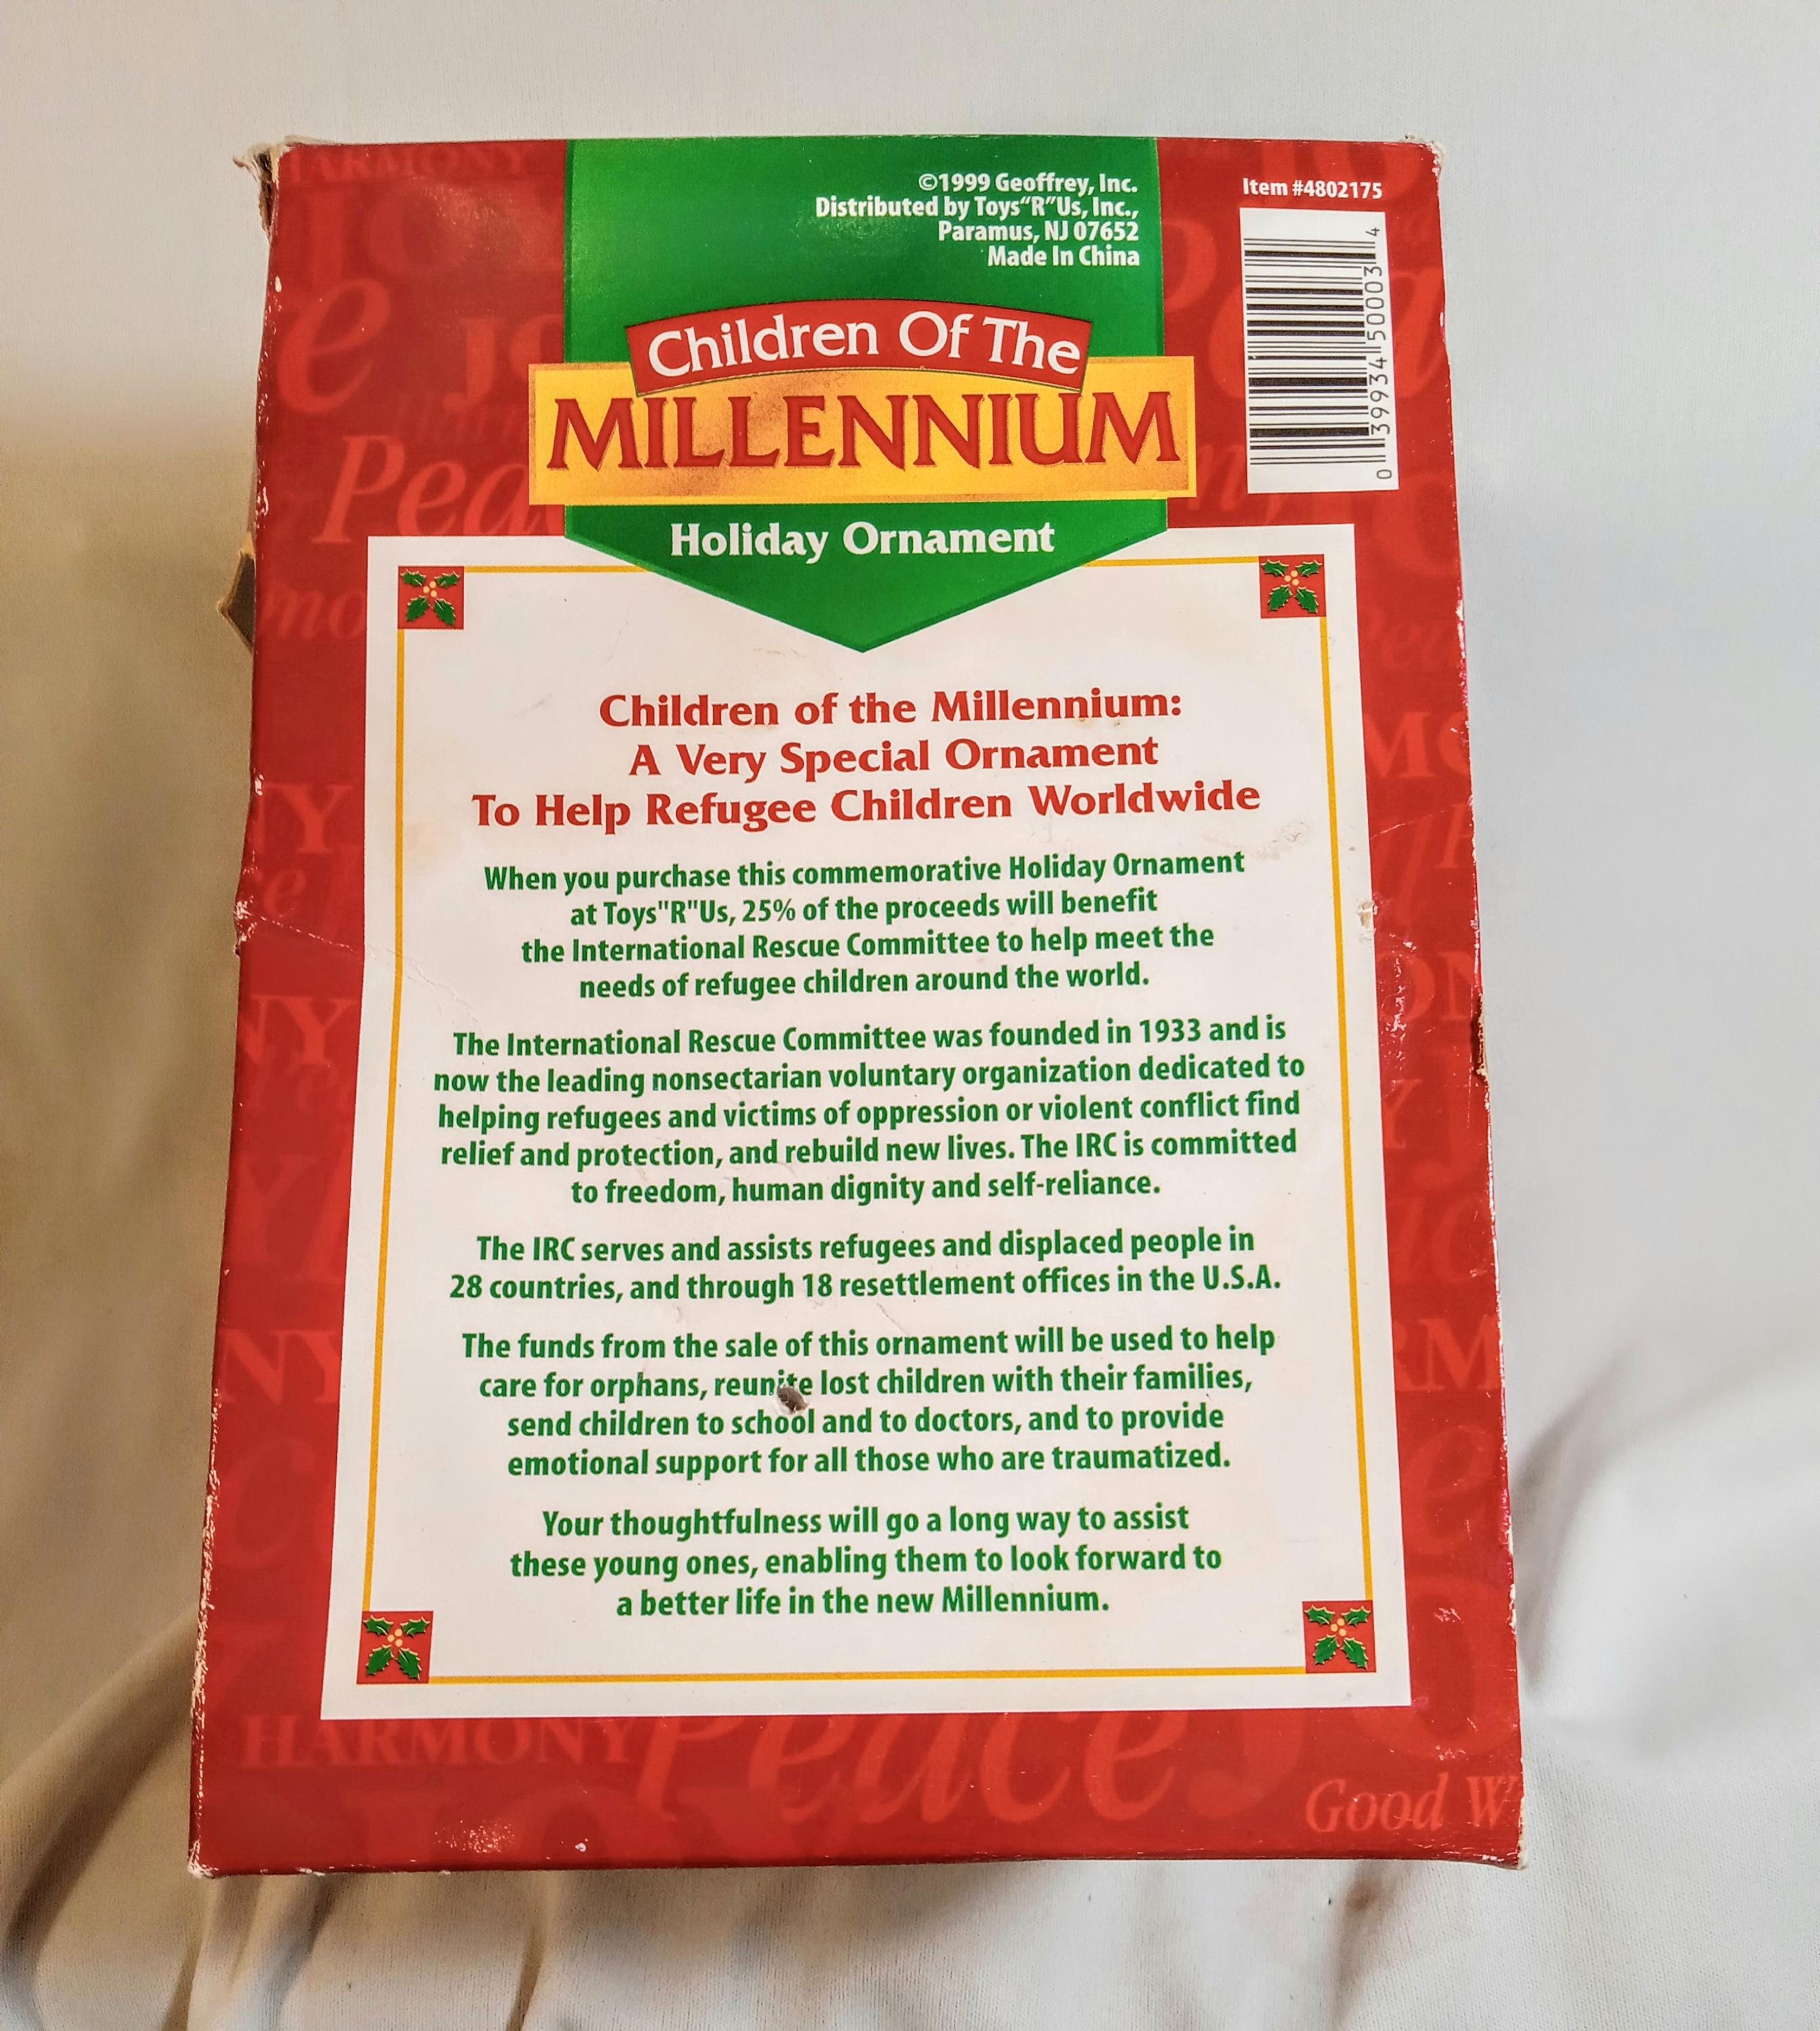 ©1999 Geoffrey, Inc.
Distributed by Toys“R”Us, Inc.,
Paramus, NJ 07652
Made In China
Item #4802175
0 39934 50003 4
Children Of The
MILLENNIUM
Holiday Ornament
Children of the Millennium:
A Very Special Ornament
To Help Refugee Children Worldwide
When you purchase this commemorative Holiday Ornament
at Toys"R"Us, 25% of the proceeds will benefit
the International Rescue Committee to help meet the
needs of refugee children around the world.
The International Rescue Committee was founded in 1933 and is
now the leading nonsectarian voluntary organization dedicated to
helping refugees and victims of oppression or violent conflict find
relief and protection, and rebuild new lives. The IRC is committed
to freedom, human dignity and self-reliance.
The IRC serves and assists refugees and displaced people in
28 countries, and through 18 resettlement offices in the U.S.A.
The funds from the sale of this ornament will be used to help
care for orphans, reunite lost children with their families,
send children to school and to doctors, and to provide
emotional support for all those who are traumatized.
Your thoughtfulness will go a long way to assist
these young ones, enabling them to look forward to
a better life in the new Millennium.
HARMONY Peace
Good W